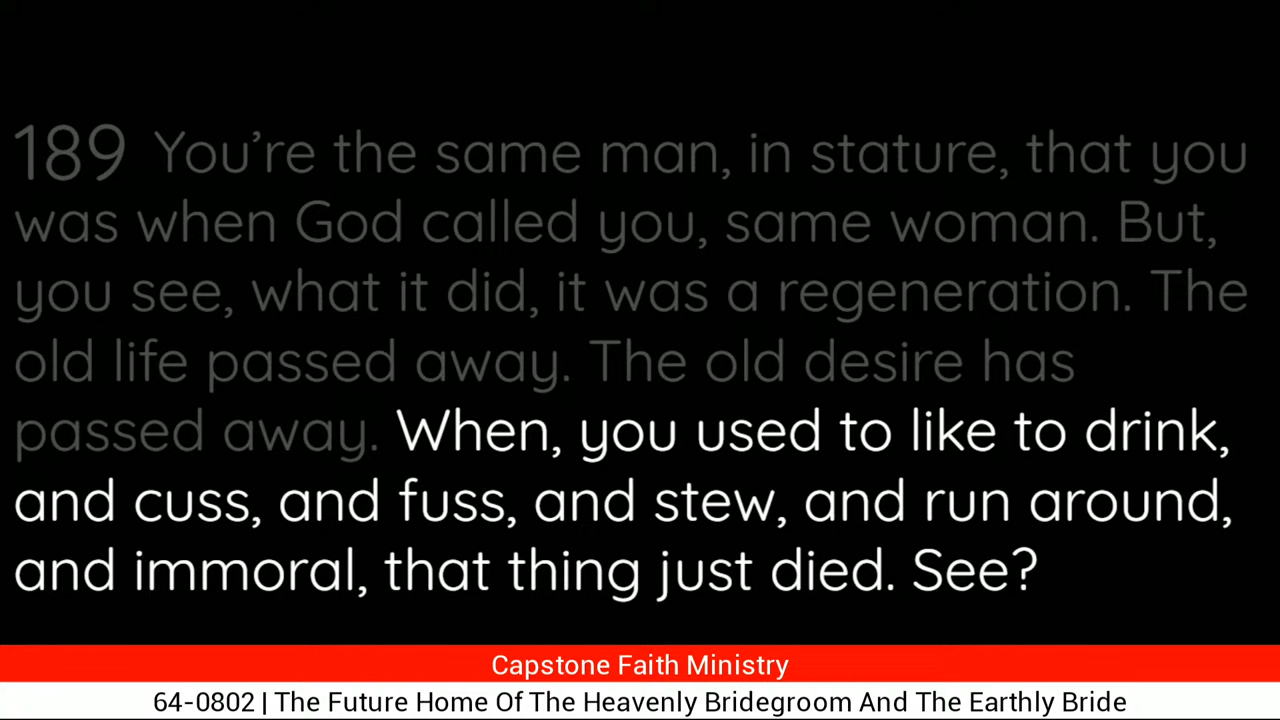 189 You’re the same man, in stature, that you
was when God called you, same woman. But,
you see, what it did, it was a regeneration. The
old life passed away. The old desire has
passed away. When, you used to like to drink,
and cuss, and fuss, and stew, and run around,
and immoral, that thing just died. See?
Capstone Faith Ministry
64-0802 | The Future Home Of The Heavenly Bridegroom And The Earthly Bride